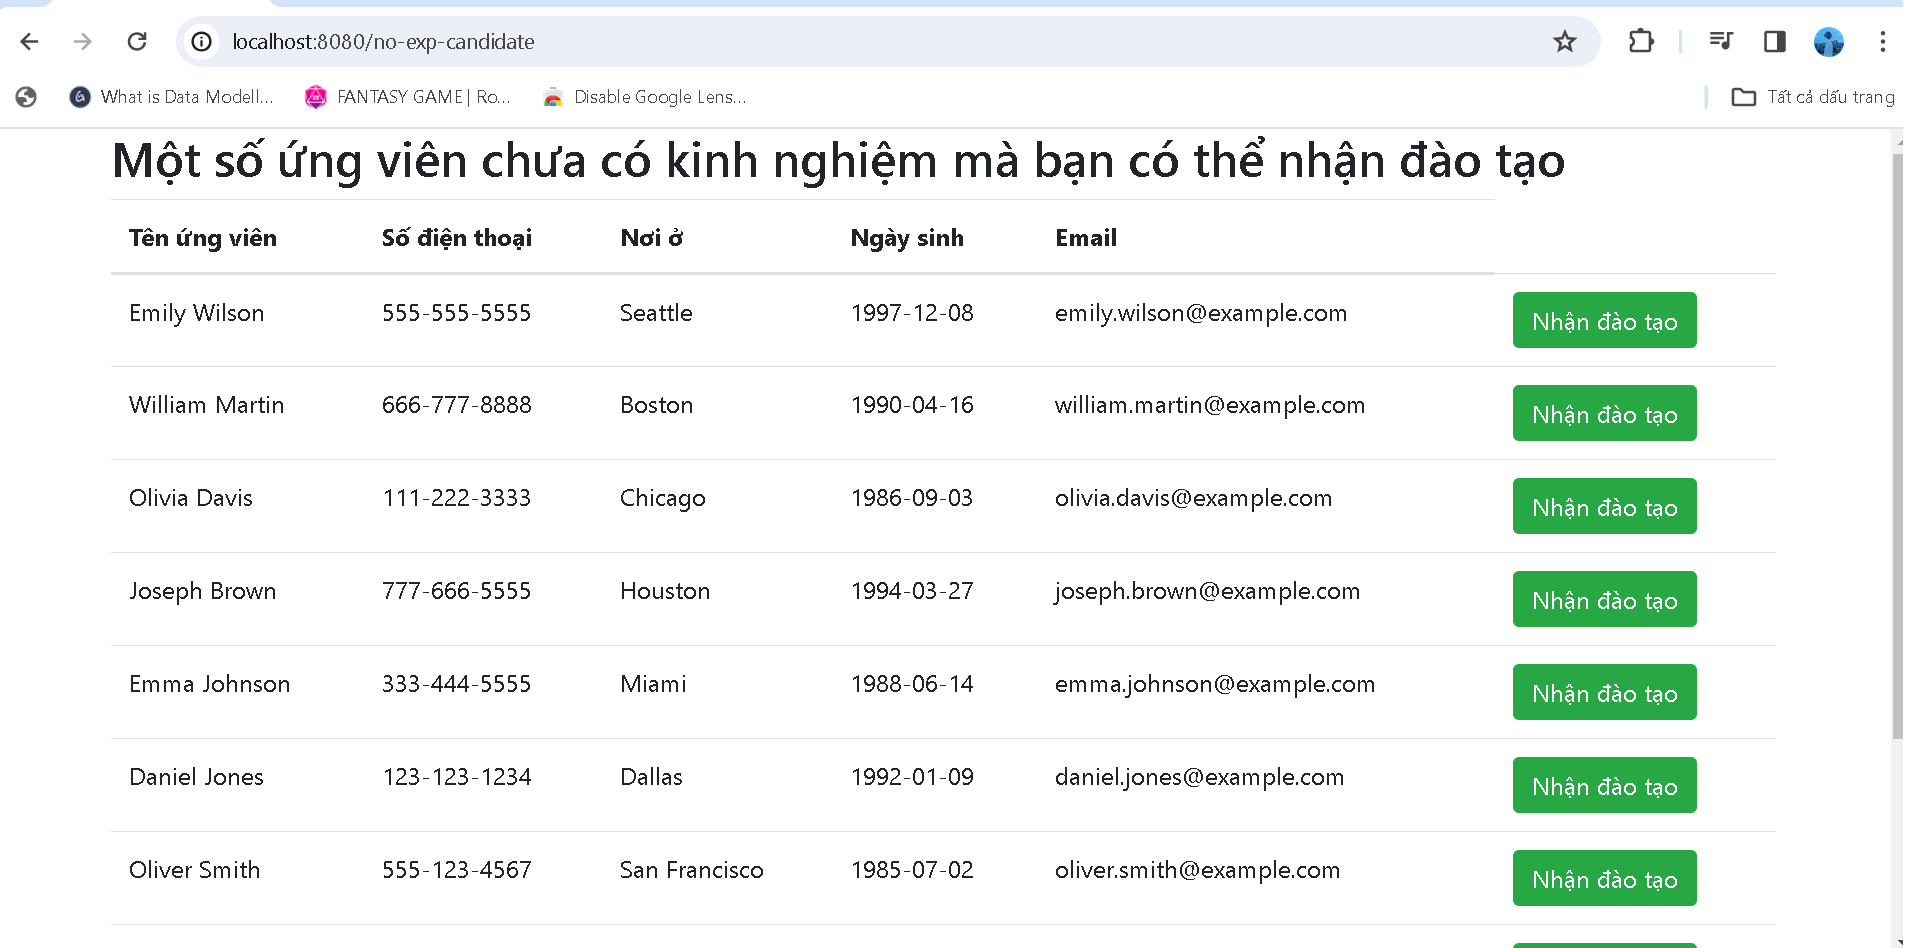 localhost:8080/no-exp-candidate
What is Data Modell... FANTASY GAME | Ro... Disable Google Lens... Tất cả dấu trang
Một số ứng viên chưa có kinh nghiệm mà bạn có thể nhận đào tạo
Tên ứng viên Số điện thoại Nơi ở Ngày sinh Email
Emily Wilson 555-555-5555 Seattle 1997-12-08 emily.wilson@example.com Nhận đào tạo
William Martin 666-777-8888 Boston 1990-04-16 william.martin@example.com Nhận đào tạo
Olivia Davis 111-222-3333 Chicago 1986-09-03 olivia.davis@example.com Nhận đào tạo
Joseph Brown 777-666-5555 Houston 1994-03-27 joseph.brown@example.com Nhận đào tạo
Emma Johnson 333-444-5555 Miami 1988-06-14 emma.johnson@example.com Nhận đào tạo
Daniel Jones 123-123-1234 Dallas 1992-01-09 daniel.jones@example.com Nhận đào tạo
Oliver Smith 555-123-4567 San Francisco 1985-07-02 oliver.smith@example.com Nhận đào tạo